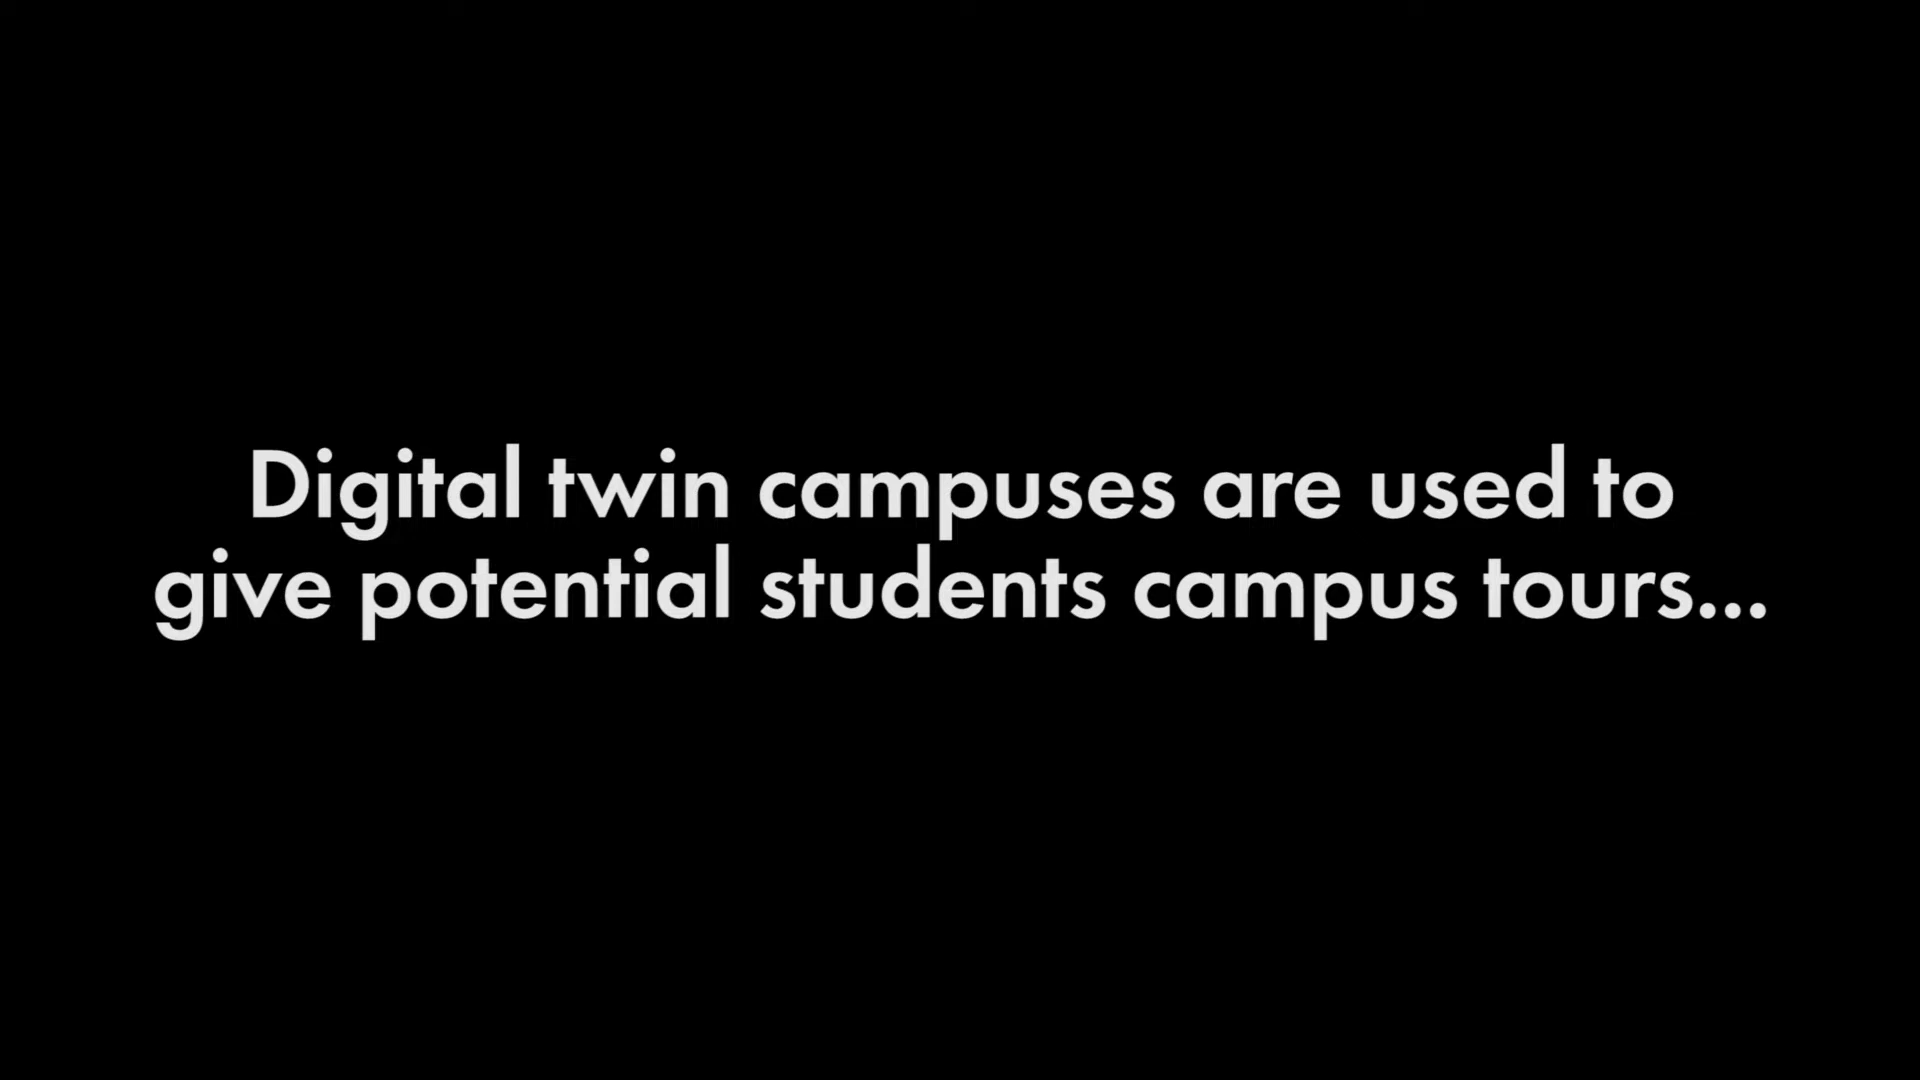 Digital twin campuses are used to
give potential students campus tours...